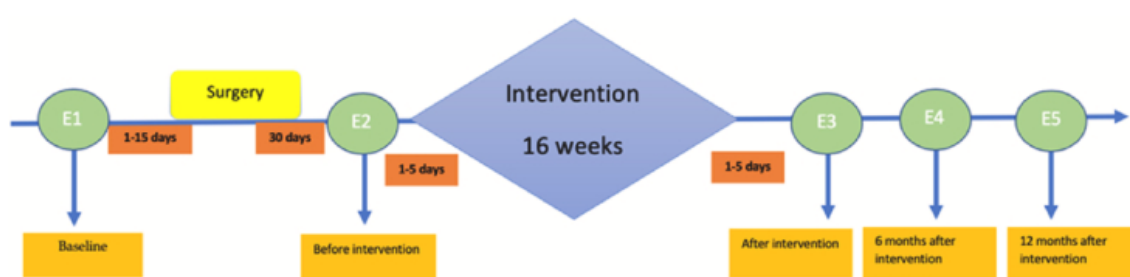 Surgery
E1
1-15 days
30 days
E2
1-5 days
Intervention
16 weeks
1-5 days
E3
E4
E5
Baseline
Before intervention
After intervention
6 months after
intervention
12 months after
intervention